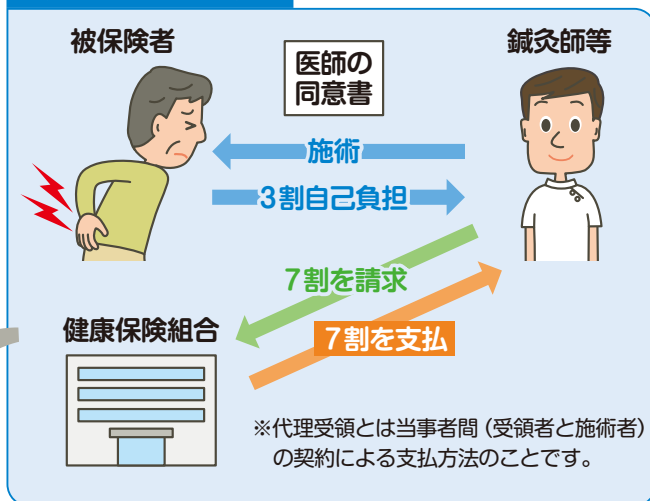 被保険者
医師の
同意書
鍼灸師等
施術
3割自己負担
7割を請求
健康保険組合
7割を支払
※代理受領とは当事者間(受領者と施術者)
の契約による支払方法のことです。